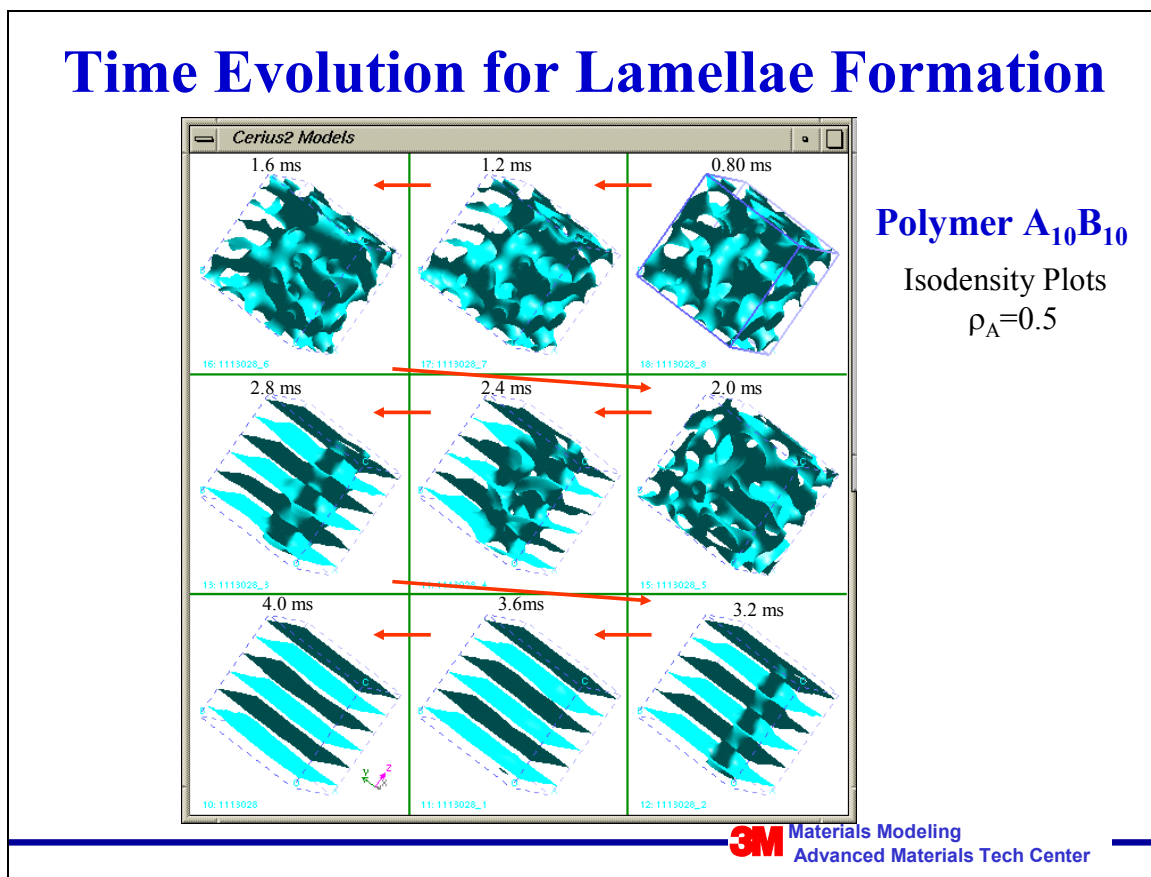 Time Evolution for Lamellae Formation
Cerius2 Models
1.6 ms
1.2 ms
0.80 ms
16: 1113028_6
17: 1113028_7
18: 1113028_8
2.8 ms
2.4 ms
2.0 ms
C
C
13: 1113028_3
15: 1113028_5
4.0 ms
3.6ms
3.2 ms
C
C
Y
Z
X
10: 1113028
11: 1113028_1
12: 1113028_2
Polymer A₁₀B₁₀
Isodensity Plots
ρ_A=0.5
3M Materials Modeling
Advanced Materials Tech Center